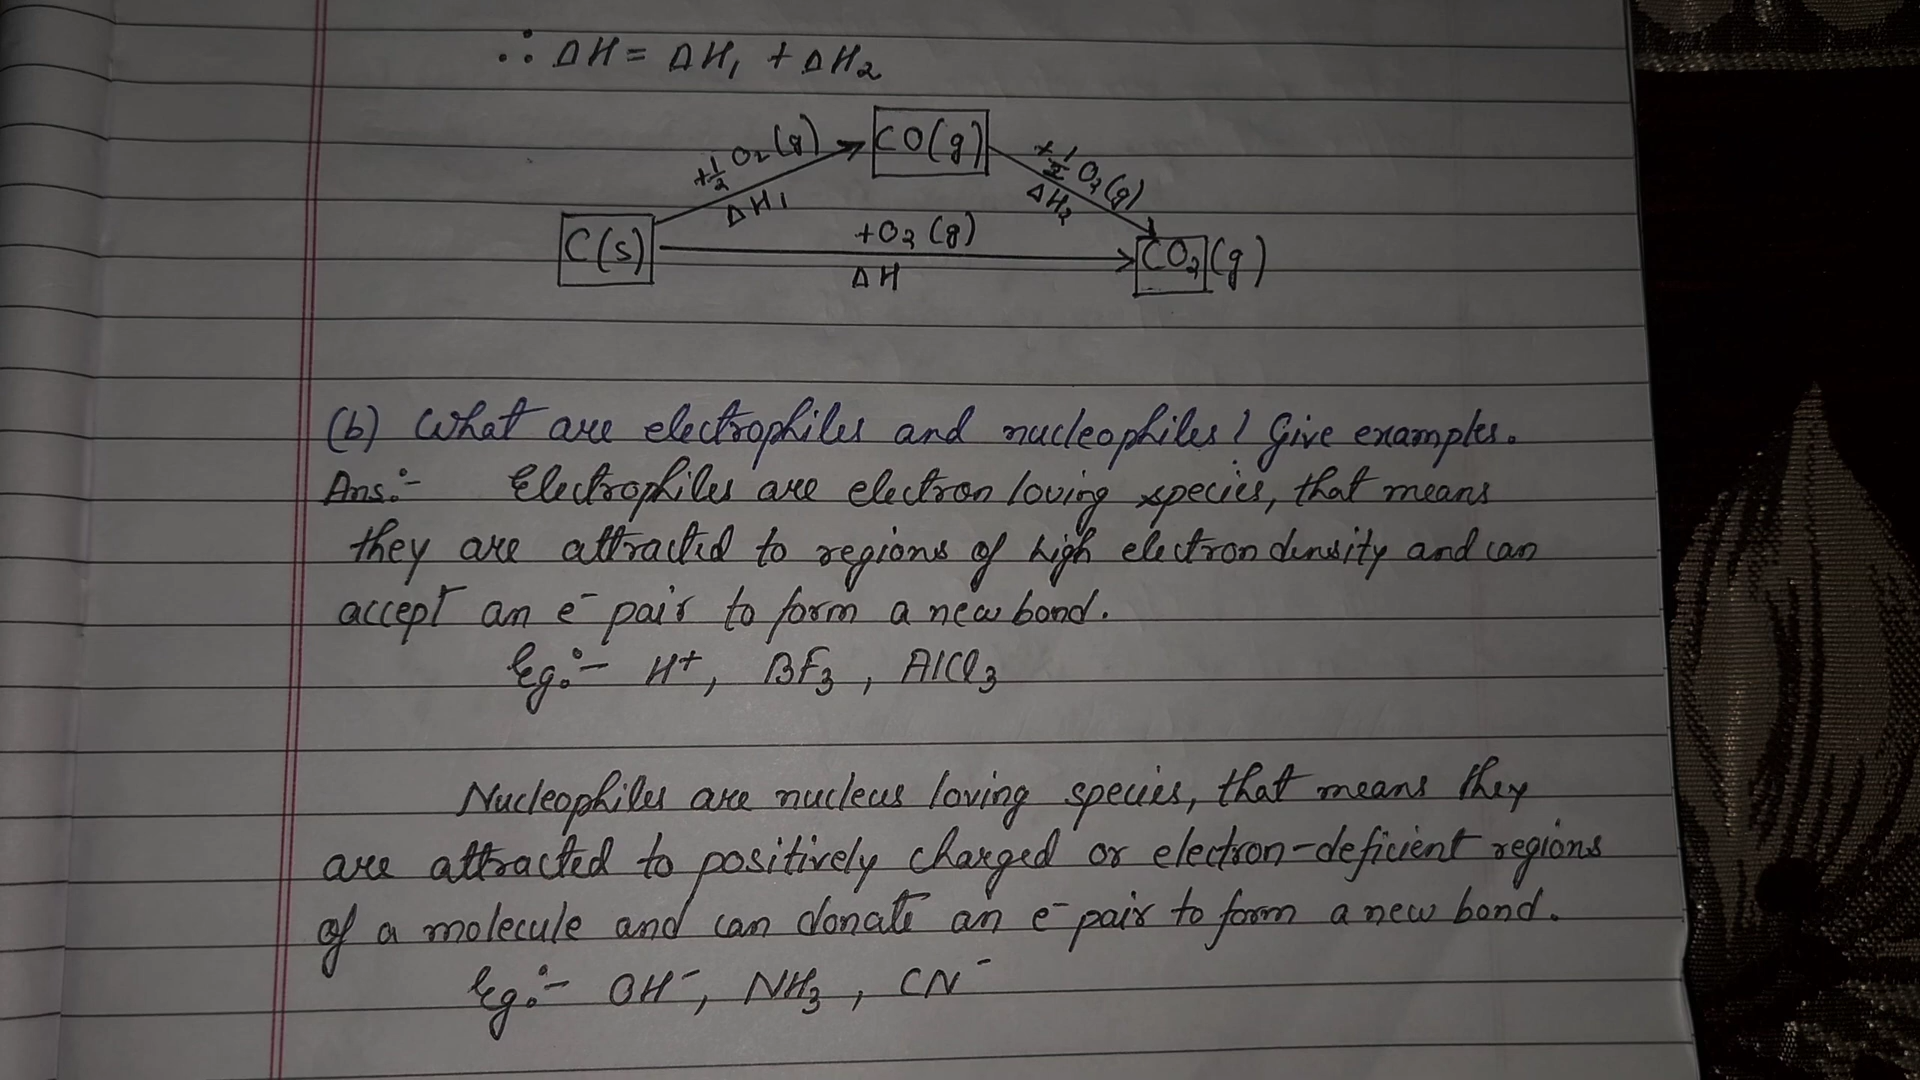 ∴ ΔH = ΔH₁ + ΔH₂
+½ O₂(g)
CO(g)
+½ O₂(g)
ΔH₁
ΔH₂
C(s)
+O₂(g)
CO₂(g)
ΔH
(b) What are electrophiles and nucleophiles? Give examples.
Ans:- Electrophiles are electron loving species, that means
they are attracted to regions of high electron density and can
accept an e⁻ pair to form a new bond.
Eg.:- H⁺, BF₃, AlCl₃
Nucleophiles are nucleus loving species, that means they
are attracted to positively charged or electron-deficient regions
of a molecule and can donate an e⁻ pair to form a new bond.
Eg.:- OH⁻, NH₃, CN⁻